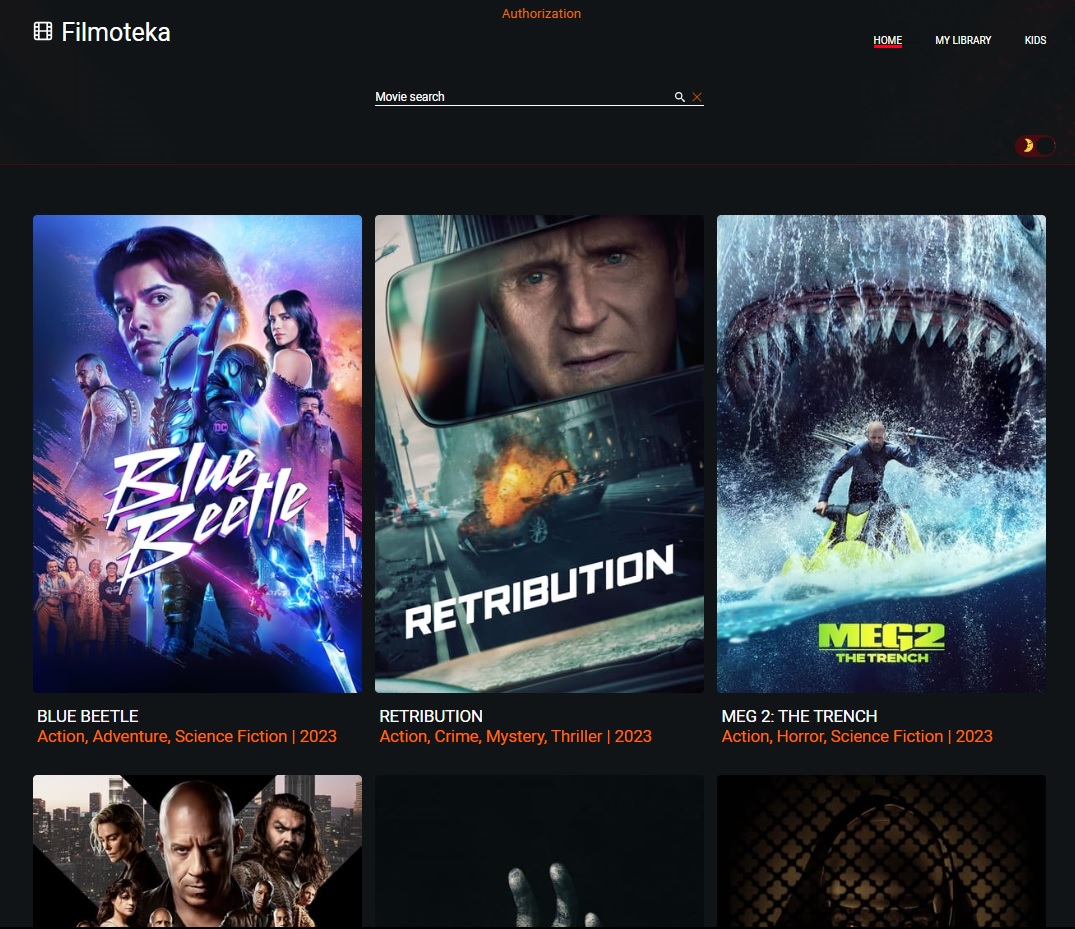 Authorization
Filmoteka
HOME
MY LIBRARY
KIDS
Movie search
DC
Blue
Beetle
RETRIBUTION
MEG2
THE TRENCH
BLUE BEETLE
Action, Adventure, Science Fiction | 2023
RETRIBUTION
Action, Crime, Mystery, Thriller | 2023
MEG 2: THE TRENCH
Action, Horror, Science Fiction | 2023